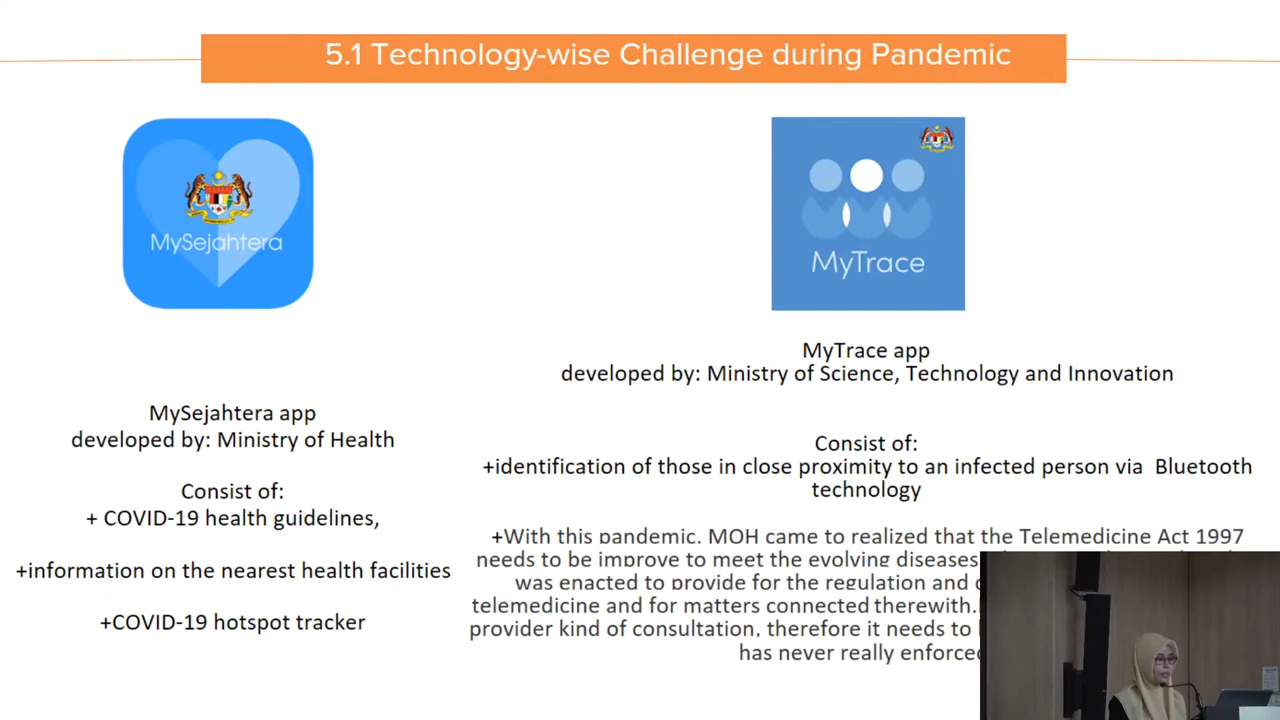 5.1 Technology-wise Challenge during Pandemic
MySejahtera
MySejahtera app
developed by: Ministry of Health
Consist of:
+ COVID-19 health guidelines,
+information on the nearest health facilities
+COVID-19 hotspot tracker
MyTrace
MyTrace app
developed by: Ministry of Science, Technology and Innovation
Consist of:
+identification of those in close proximity to an infected person via Bluetooth
technology
+With this pandemic. MOH came to realized that the Telemedicine Act 1997
needs to be improve to meet the evolving diseases
was enacted to provide for the regulation and
telemedicine and for matters connected therewith.
provider kind of consultation, therefore it needs to
has never really enforced